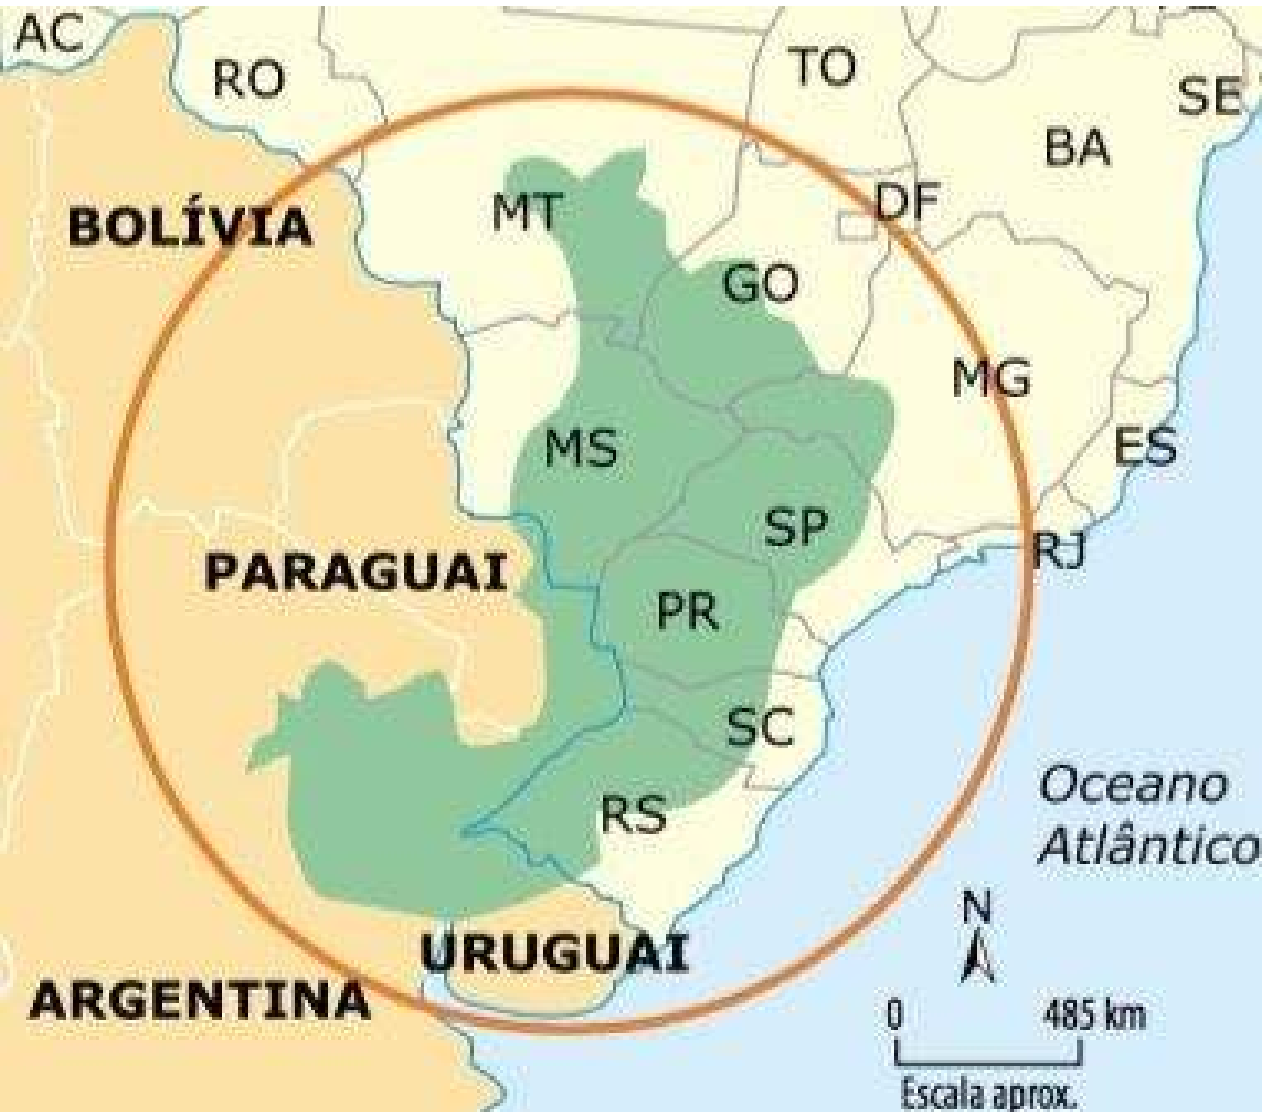 AC
RO
TO
SE
BA
MT
DF
BOLÍVIA
GO
MG
MS
ES
SP
RJ
PARAGUAI
PR
SC
Oceano
Atlântico
RS
N
URUGUAI
ARGENTINA
0 485 km
Escala aprox.